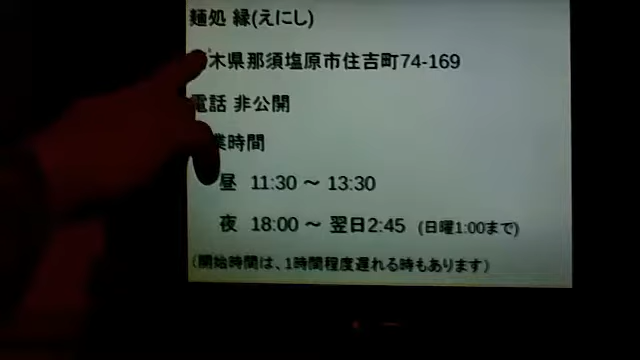 麺処 縁(えにし)
木県那須塩原市住吉町74-169
電話 非公開
業時間
昼 11:30 ～ 13:30
夜 18:00 ～ 翌日2:45 (日曜1:00まで)
(開始時間は、1時間程度遅れる時もあります)